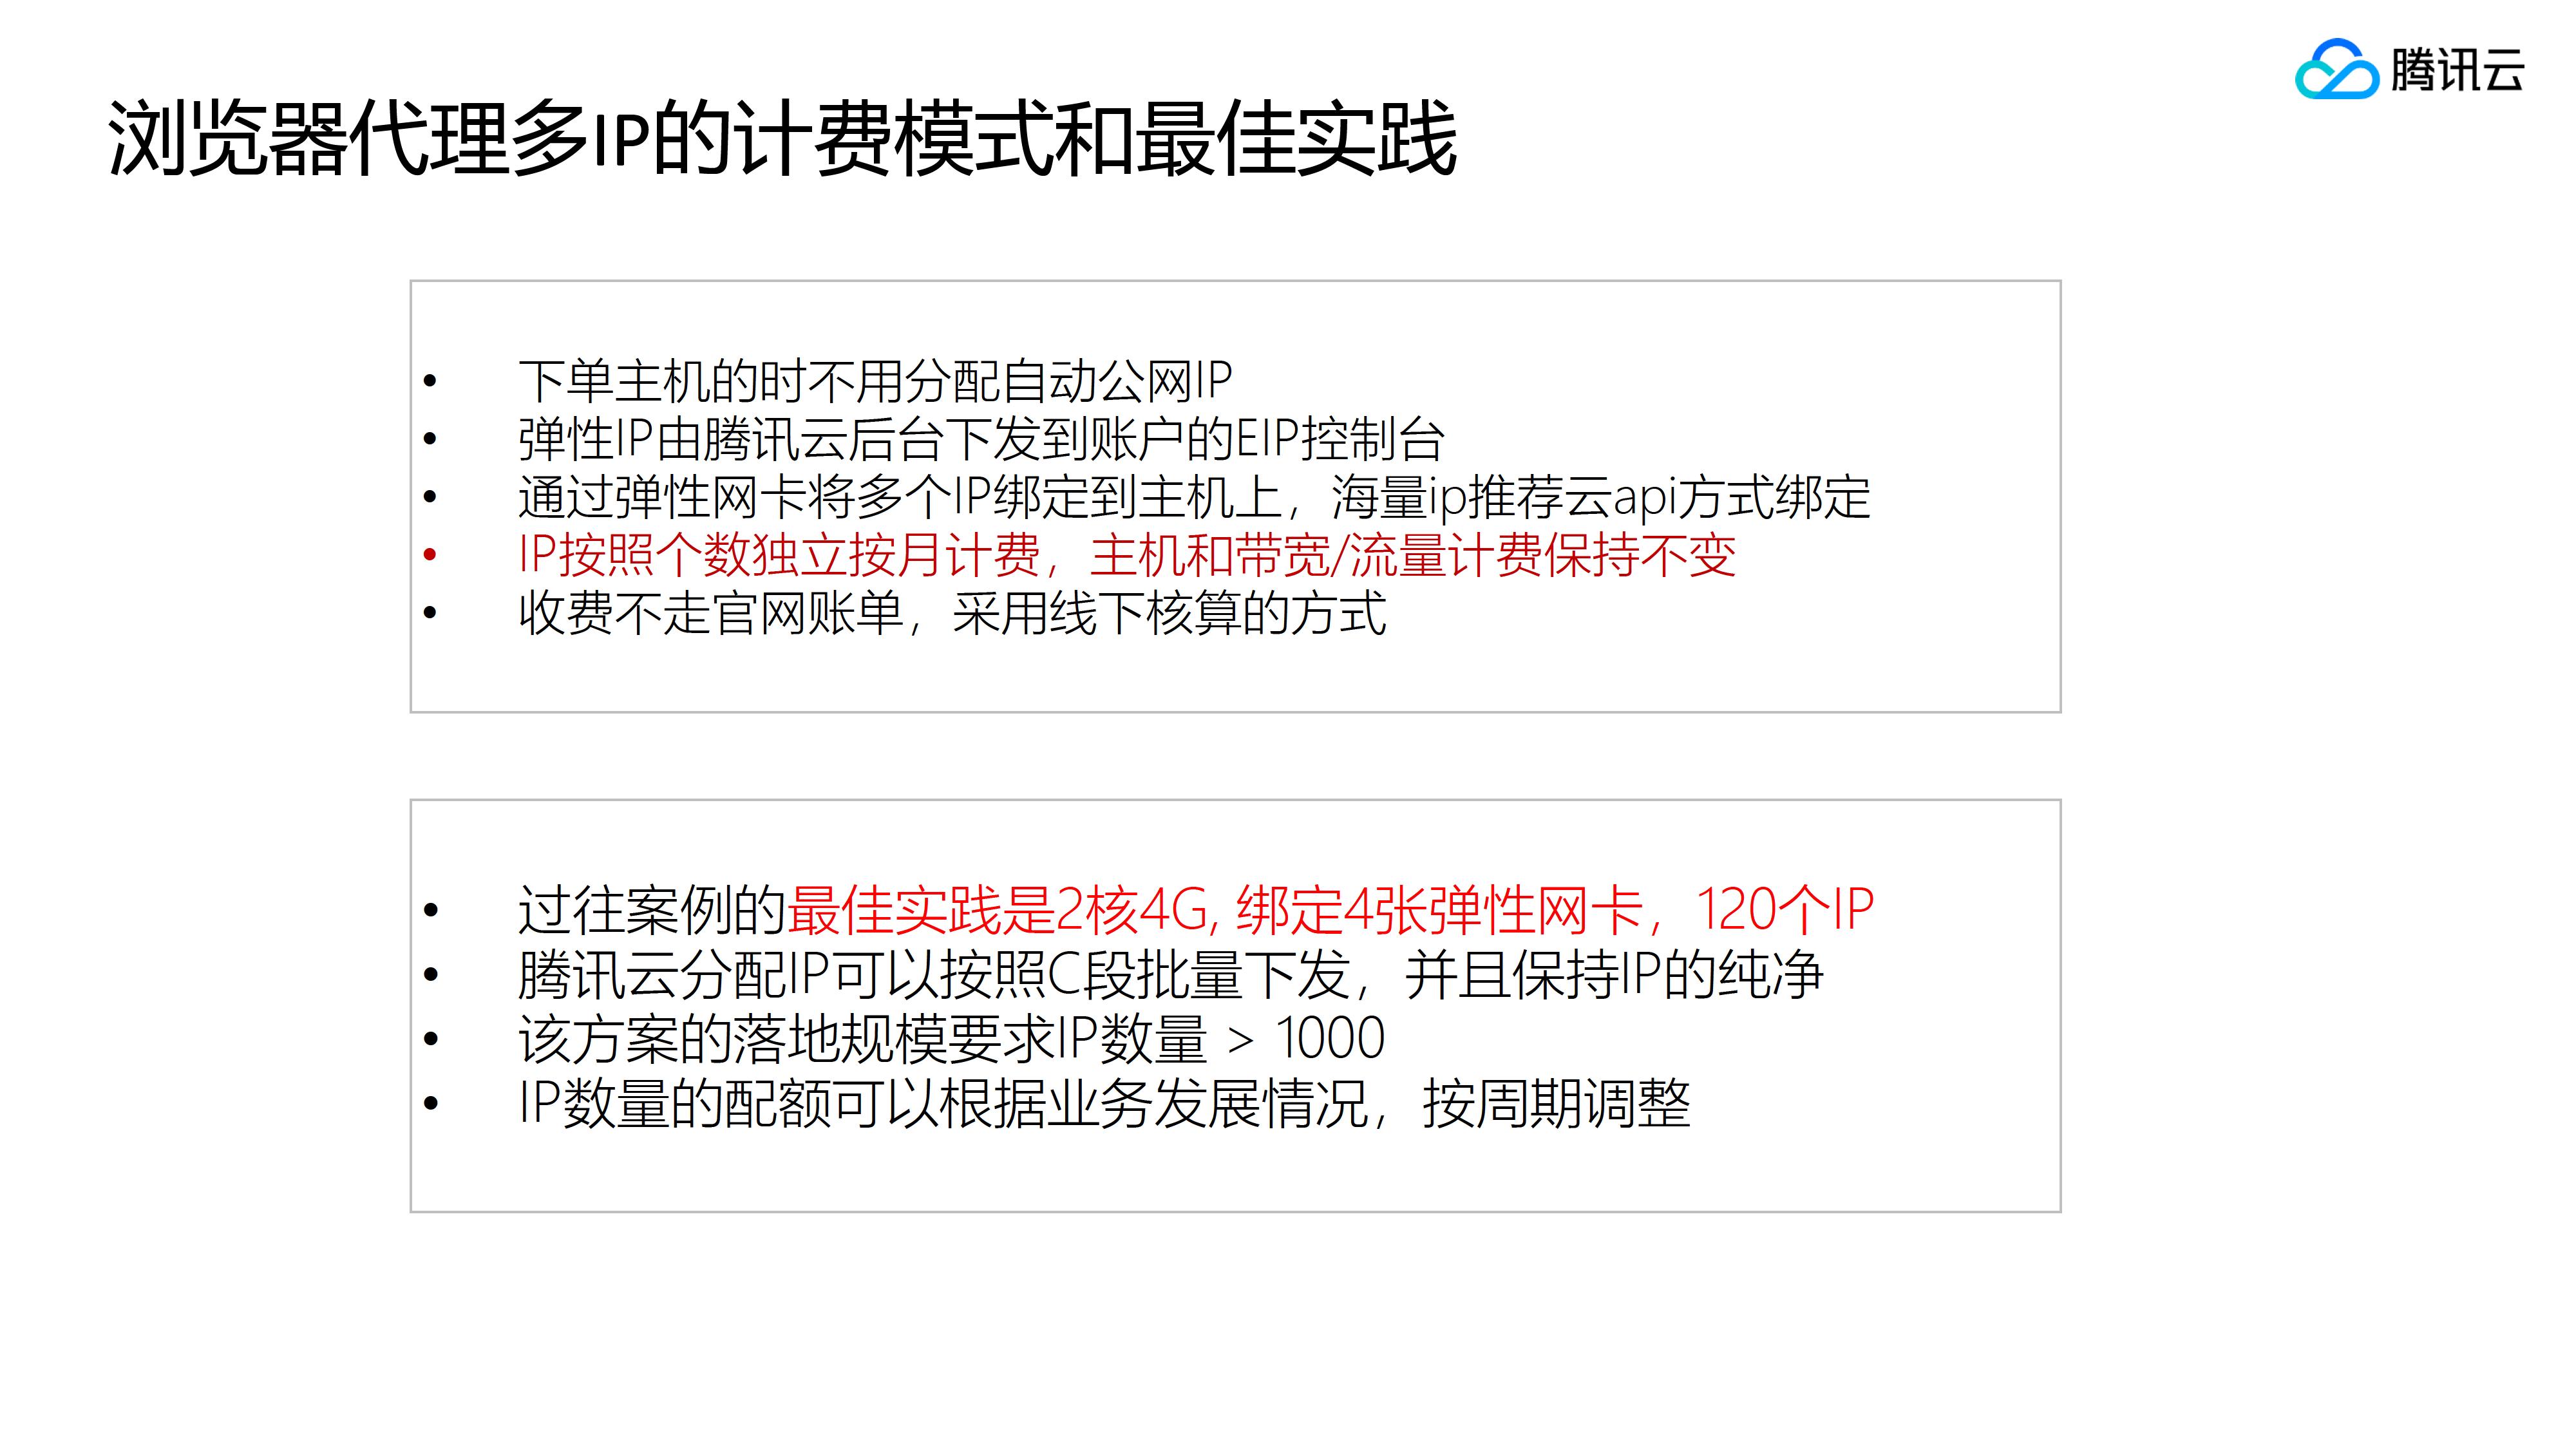 腾讯云
浏览器代理多IP的计费模式和最佳实践
• 下单主机的时不用分配自动公网IP
• 弹性IP由腾讯云后台下发到账户的EIP控制台
• 通过弹性网卡将多个IP绑定到主机上，海量ip推荐云api方式绑定
• IP按照个数独立按月计费，主机和带宽/流量计费保持不变
• 收费不走官网账单，采用线下核算的方式
• 过往案例的最佳实践是2核4G, 绑定4张弹性网卡，120个IP
• 腾讯云分配IP可以按照C段批量下发，并且保持IP的纯净
• 该方案的落地规模要求IP数量 > 1000
• IP数量的配额可以根据业务发展情况，按周期调整